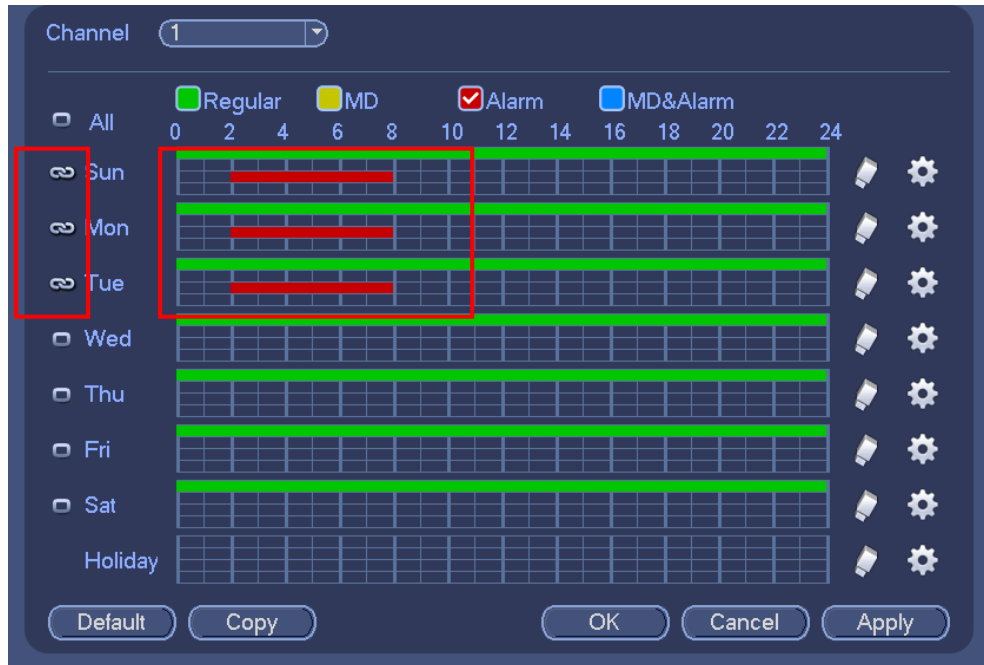 Channel 1
Regular MD Alarm MD&Alarm
All 0 2 4 6 8 10 12 14 16 18 20 22 24
Sun
Mon
Tue
Wed
Thu
Fri
Sat
Holiday
Default Copy OK Cancel Apply